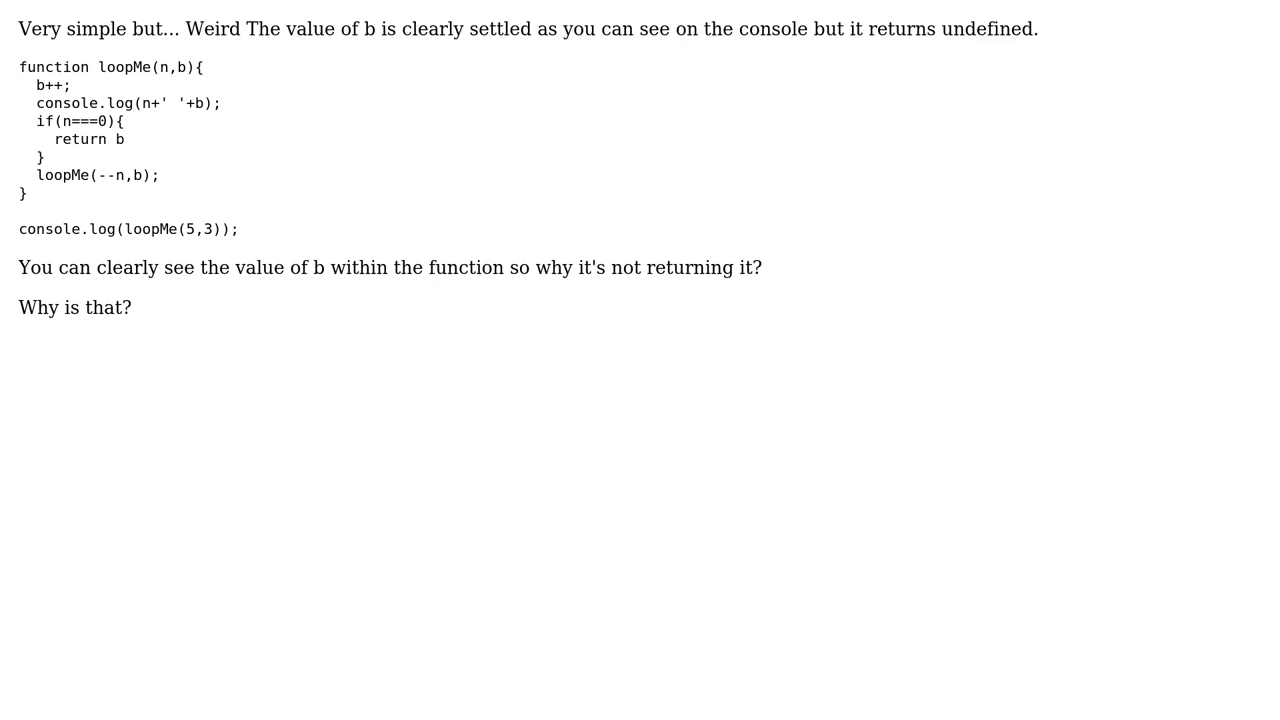 Very simple but... Weird The value of b is clearly settled as you can see on the console but it returns undefined.
function loopMe(n,b){
  b++;
  console.log(n+' '+b);
  if(n===0){
    return b
  }
  loopMe(--n,b);
}
console.log(loopMe(5,3));
You can clearly see the value of b within the function so why it's not returning it?
Why is that?